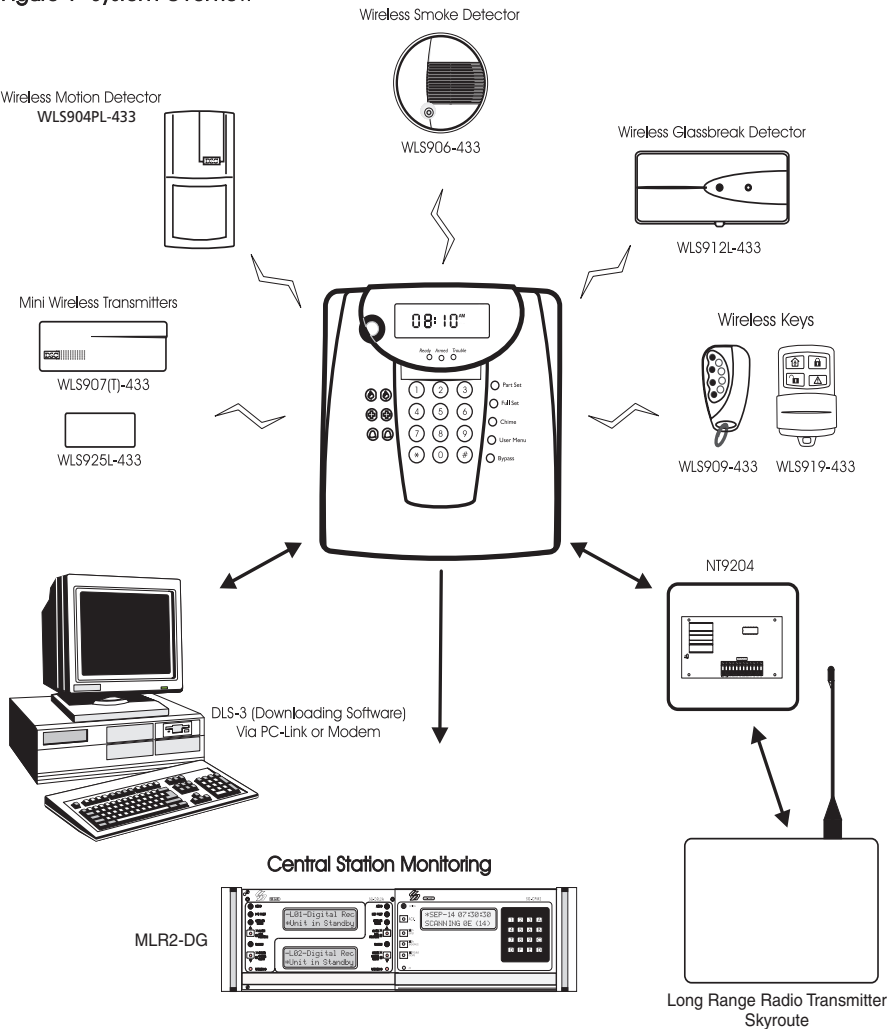 Wireless Smoke Detector
WLS906-433
Wireless Motion Detector
WLS904PL-433
Wireless Glassbreak Detector
WLS912L-433
Mini Wireless Transmitters
WLS907(T)-433
WLS925L-433
08:10 AM
Ready Armed Trouble
1 2 3
4 5 6
7 8 9
* 0 #
Part Set
Full Set
Chime
User Menu
Bypass
Wireless Keys
WLS909-433 WLS919-433
NT9204
DLS-3 (Downloading Software)
Via PC-Link or Modem
Central Station Monitoring
MLR2-DG
-L01-Digital Rec
*Unit in Standby
-L02-Digital Rec
*Unit in Standby
*SEP-14 07:30:30
SCANNING 0E (14)
Long Range Radio Transmitter
Skyroute